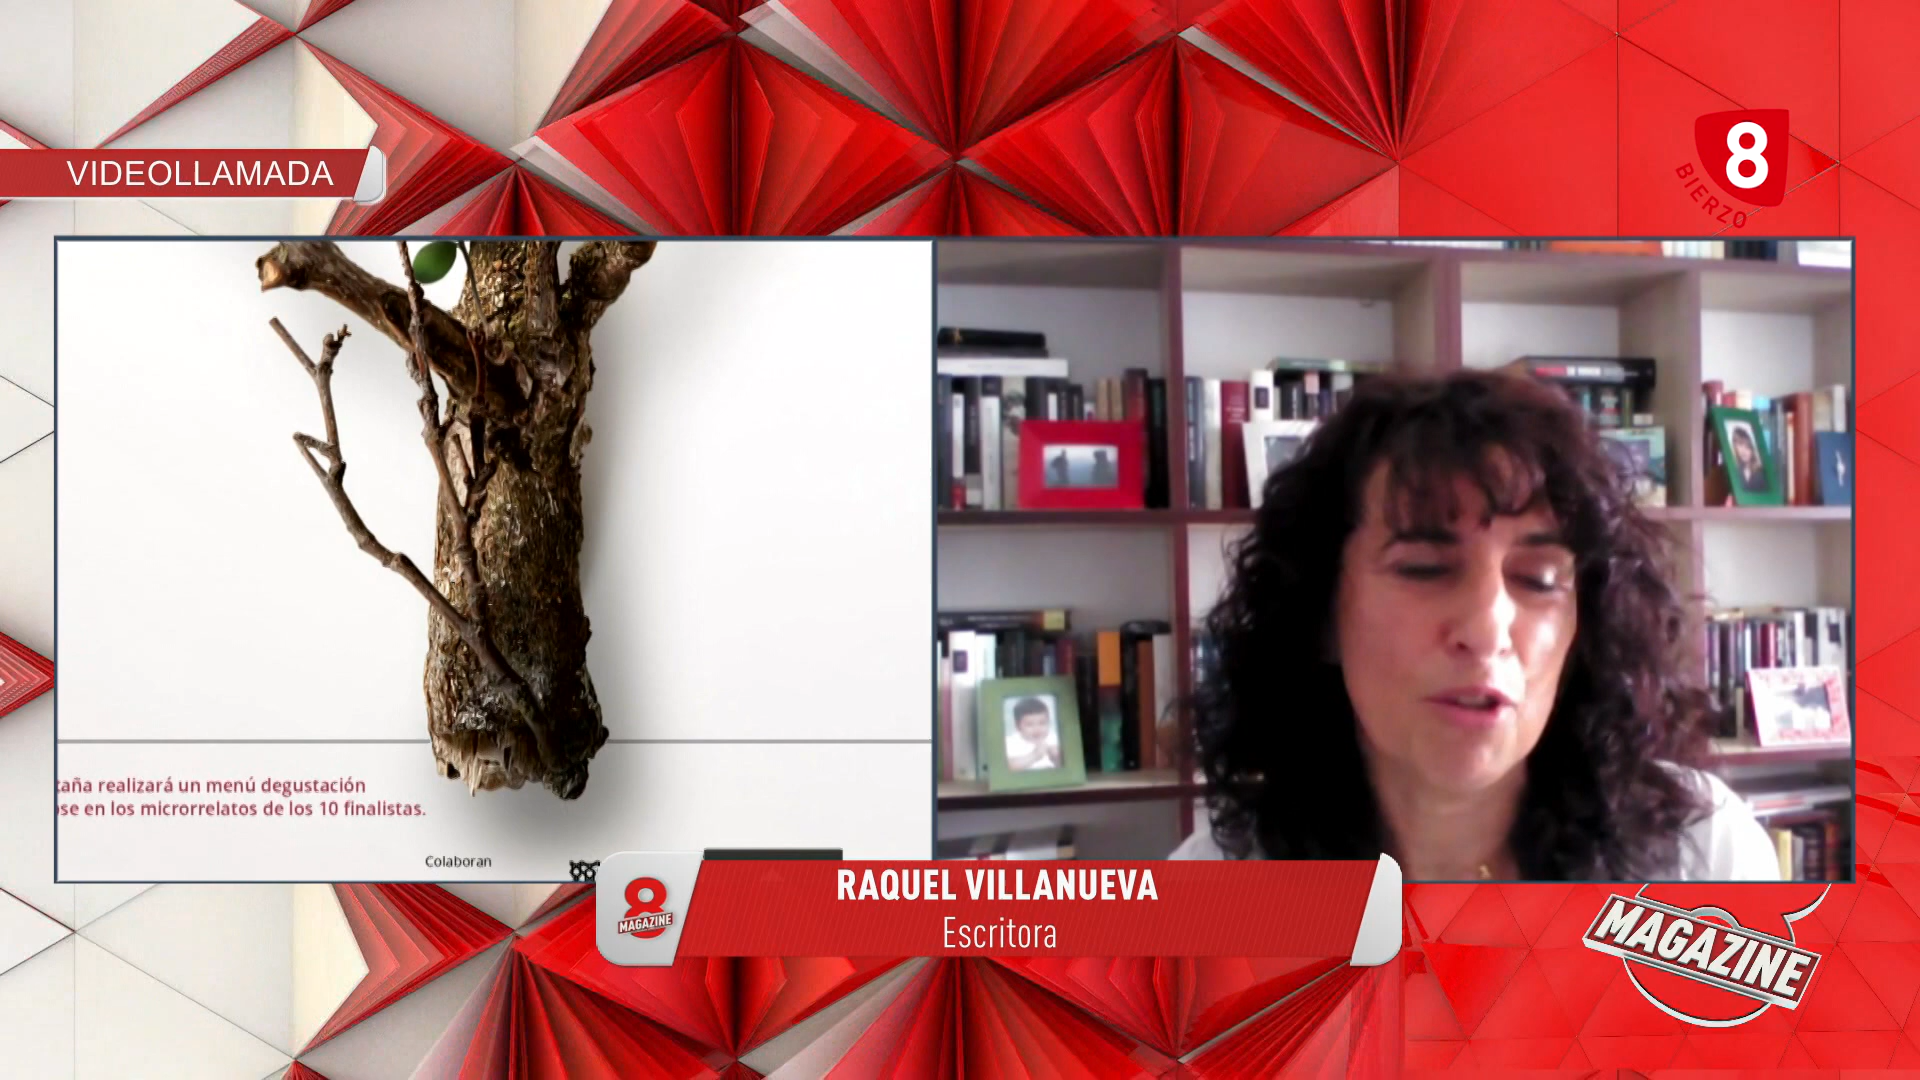 VIDEOLLAMADA
8
BIERZO
taña realizará un menú degustación
se en los microrrelatos de los 10 finalistas.
Colaboran
8
MAGAZINE
RAQUEL VILLANUEVA
Escritora
MAGAZINE